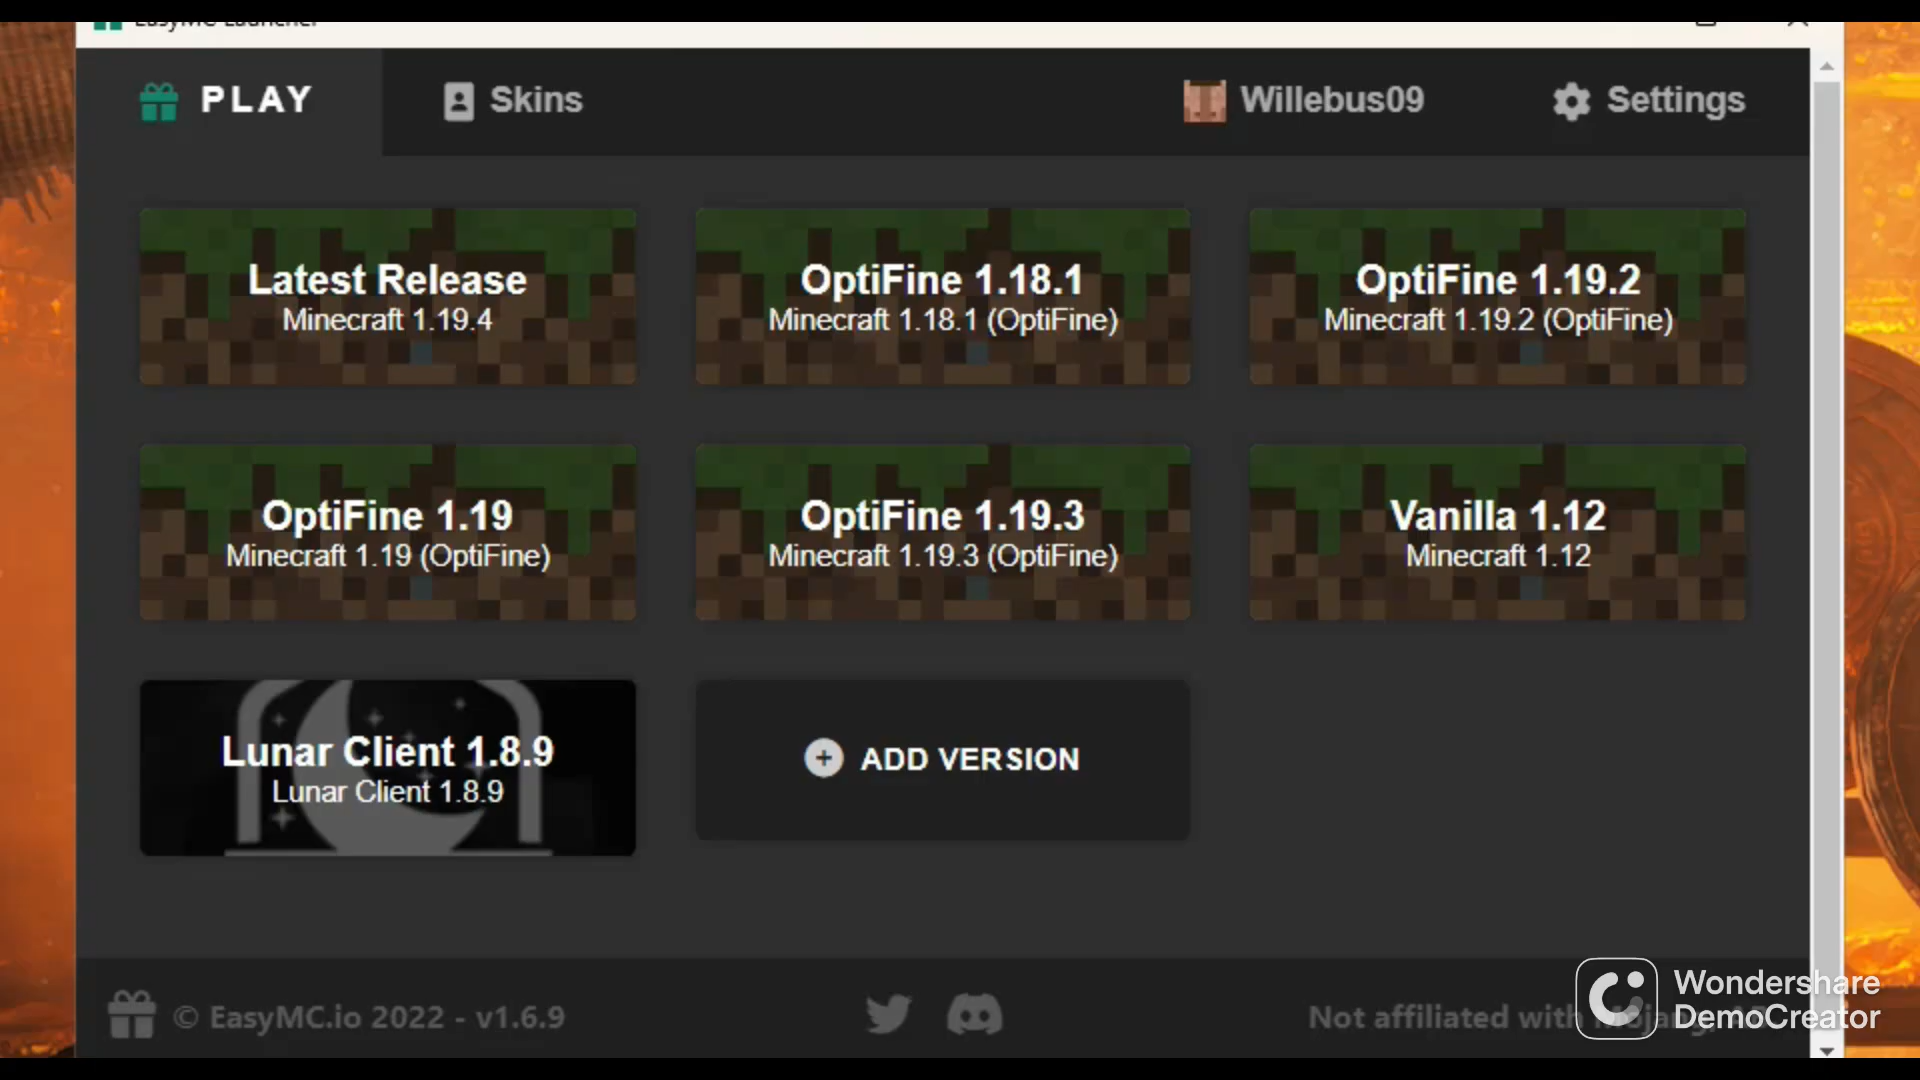 EasyMC Launcher
PLAY
Skins
Willebus09
Settings
Latest Release
Minecraft 1.19.4
OptiFine 1.18.1
Minecraft 1.18.1 (OptiFine)
OptiFine 1.19.2
Minecraft 1.19.2 (OptiFine)
OptiFine 1.19
Minecraft 1.19 (OptiFine)
OptiFine 1.19.3
Minecraft 1.19.3 (OptiFine)
Vanilla 1.12
Minecraft 1.12
Lunar Client 1.8.9
Lunar Client 1.8.9
ADD VERSION
© EasyMC.io 2022 - v1.6.9
Not affiliated with Mojang
Wondershare
DemoCreator